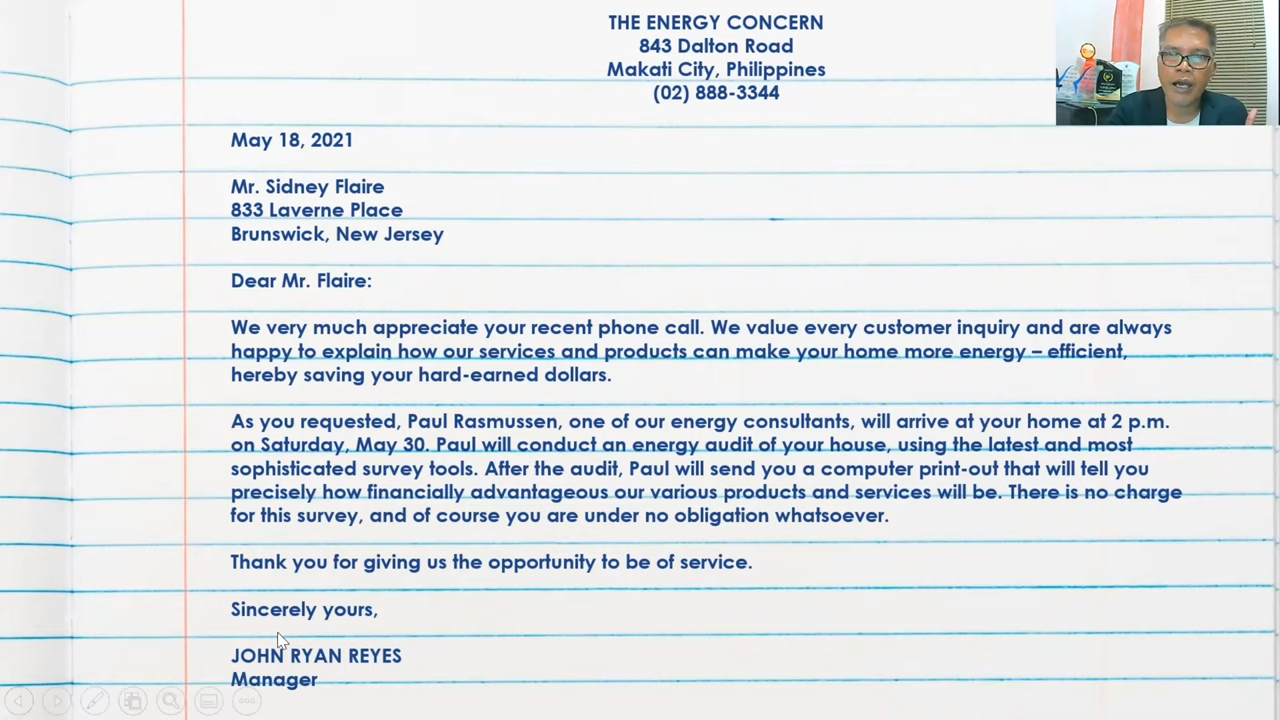 THE ENERGY CONCERN
843 Dalton Road
Makati City, Philippines
(02) 888-3344
May 18, 2021
Mr. Sidney Flaire
833 Laverne Place
Brunswick, New Jersey
Dear Mr. Flaire:
We very much appreciate your recent phone call. We value every customer inquiry and are always
happy to explain how our services and products can make your home more energy – efficient,
hereby saving your hard-earned dollars.
As you requested, Paul Rasmussen, one of our energy consultants, will arrive at your home at 2 p.m.
on Saturday, May 30. Paul will conduct an energy audit of your house, using the latest and most
sophisticated survey tools. After the audit, Paul will send you a computer print-out that will tell you
precisely how financially advantageous our various products and services will be. There is no charge
for this survey, and of course you are under no obligation whatsoever.
Thank you for giving us the opportunity to be of service.
Sincerely yours,
JOHN RYAN REYES
Manager